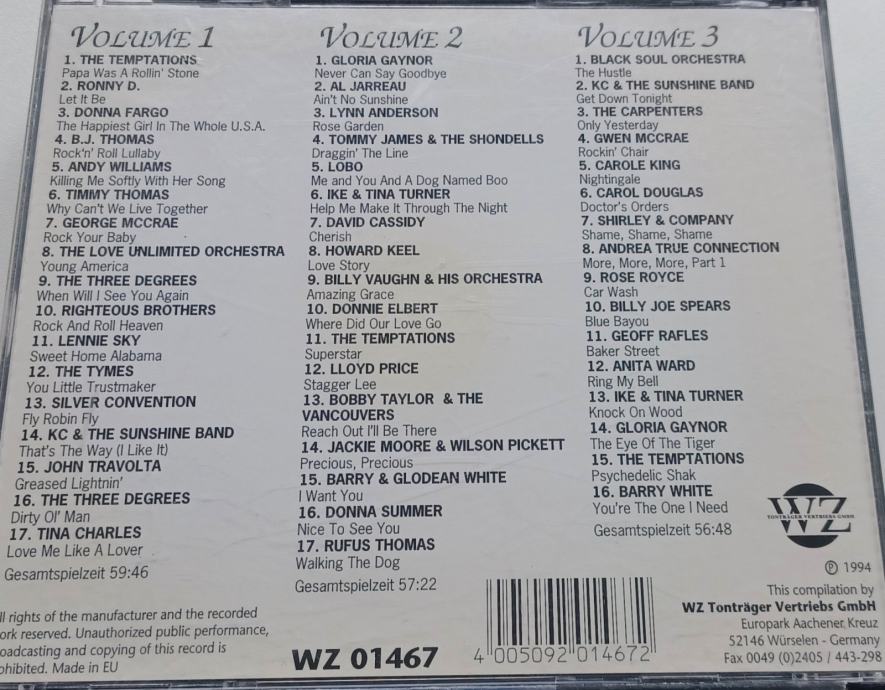 VOLUME 1
1. THE TEMPTATIONS
Papa Was A Rollin' Stone
2. RONNY D.
Let It Be
3. DONNA FARGO
The Happiest Girl In The Whole U.S.A.
4. B.J. THOMAS
Rock'n' Roll Lullaby
5. ANDY WILLIAMS
Killing Me Softly With Her Song
6. TIMMY THOMAS
Why Can't We Live Together
7. GEORGE MCCRAE
Rock Your Baby
8. THE LOVE UNLIMITED ORCHESTRA
Young America
9. THE THREE DEGREES
When Will I See You Again
10. RIGHTEOUS BROTHERS
Rock And Roll Heaven
11. LENNIE SKY
Sweet Home Alabama
12. THE TYMES
You Little Trustmaker
13. SILVER CONVENTION
Fly Robin Fly
14. KC & THE SUNSHINE BAND
That's The Way (I Like It)
15. JOHN TRAVOLTA
Greased Lightnin'
16. THE THREE DEGREES
Dirty Ol' Man
17. TINA CHARLES
Love Me Like A Lover
Gesamtspielzeit 59:46
VOLUME 2
1. GLORIA GAYNOR
Never Can Say Goodbye
2. AL JARREAU
Ain't No Sunshine
3. LYNN ANDERSON
Rose Garden
4. TOMMY JAMES & THE SHONDELLS
Draggin' The Line
5. LOBO
Me and You And A Dog Named Boo
6. IKE & TINA TURNER
Help Me Make It Through The Night
7. DAVID CASSIDY
Cherish
8. HOWARD KEEL
Love Story
9. BILLY VAUGHN & HIS ORCHESTRA
Amazing Grace
10. DONNIE ELBERT
Where Did Our Love Go
11. THE TEMPTATIONS
Superstar
12. LLOYD PRICE
Stagger Lee
13. BOBBY TAYLOR & THE
VANCOUVERS
Reach Out I'll Be There
14. JACKIE MOORE & WILSON PICKETT
Precious, Precious
15. BARRY & GLODEAN WHITE
I Want You
16. DONNA SUMMER
Nice To See You
17. RUFUS THOMAS
Walking The Dog
Gesamtspielzeit 57:22
VOLUME 3
1. BLACK SOUL ORCHESTRA
The Hustle
2. KC & THE SUNSHINE BAND
Get Down Tonight
3. THE CARPENTERS
Only Yesterday
4. GWEN MCCRAE
Rockin' Chair
5. CAROLE KING
Nightingale
6. CAROL DOUGLAS
Doctor's Orders
7. SHIRLEY & COMPANY
Shame, Shame, Shame
8. ANDREA TRUE CONNECTION
More, More, More, Part 1
9. ROSE ROYCE
Car Wash
10. BILLY JOE SPEARS
Blue Bayou
11. GEOFF RAFLES
Baker Street
12. ANITA WARD
Ring My Bell
13. IKE & TINA TURNER
Knock On Wood
14. GLORIA GAYNOR
The Eye Of The Tiger
15. THE TEMPTATIONS
Psychedelic Shak
16. BARRY WHITE
You're The One I Need
Gesamtspielzeit 56:48
WZ
TONTRÄGER VERTRIEBS GMBH
℗ 1994
This compilation by
WZ Tonträger Vertriebs GmbH
Europark Aachener Kreuz
52146 Würselen - Germany
Fax 0049 (0)2405 / 443-298
ll rights of the manufacturer and the recorded
ork reserved. Unauthorized public performance,
oadcasting and copying of this record is
ohibited. Made in EU
WZ 01467
4 005092 014672